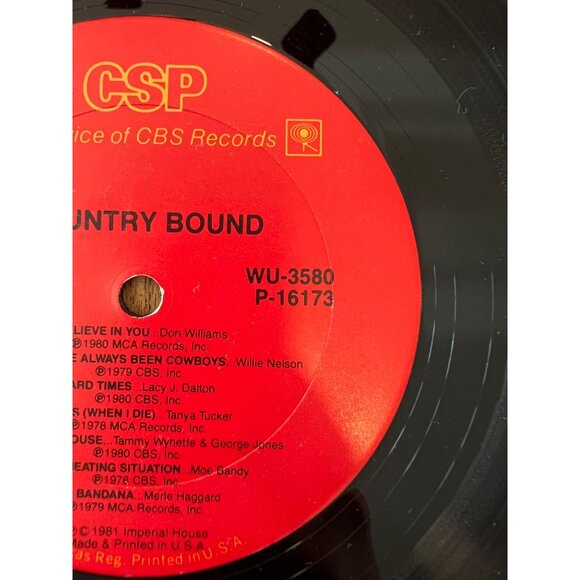 CSP
rice of CBS Records
UNTRY BOUND
WU-3580
P-16173
LIEVE IN YOU...Don Williams
℗1980 MCA Records, Inc.
E ALWAYS BEEN COWBOYS...Willie Nelson
℗1979 CBS, Inc.
ARD TIMES...Lacy J. Dalton
℗1980 CBS, Inc.
S (WHEN I DIE)...Tanya Tucker
℗1978 MCA Records, Inc.
OUSE...Tammy Wynette & George Jones
℗1980 CBS, Inc.
HEATING SITUATION...Moe Bandy
℗1978 CBS, Inc.
BANDANA...Merle Haggard
℗1979 MCA Records, Inc.
℗ © 1981 Imperial House
Made & Printed in U.S.A.
ds Reg. Printed in U.S.A.